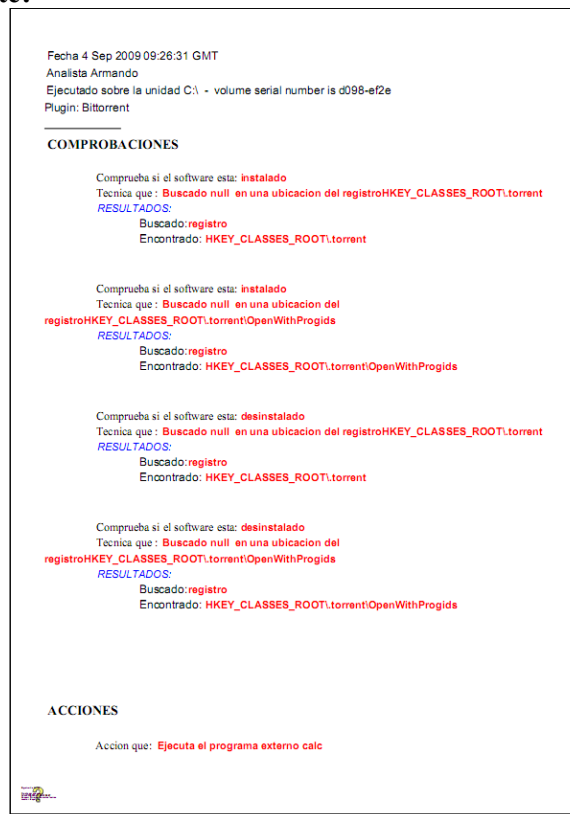 Fecha 4 Sep 2009 09:26:31 GMT
Analista Armando
Ejecutado sobre la unidad C:\ - volume serial number is d098-ef2e
Plugin: Bittorrent
COMPROBACIONES
Comprueba si el software esta: instalado
Tecnica que : Buscado null en una ubicacion del registroHKEY_CLASSES_ROOT\.torrent
RESULTADOS:
Buscado:registro
Encontrado: HKEY_CLASSES_ROOT\.torrent
Comprueba si el software esta: instalado
Tecnica que : Buscado null en una ubicacion del
registroHKEY_CLASSES_ROOT\.torrent\OpenWithProgids
RESULTADOS:
Buscado:registro
Encontrado: HKEY_CLASSES_ROOT\.torrent\OpenWithProgids
Comprueba si el software esta: desinstalado
Tecnica que : Buscado null en una ubicacion del registroHKEY_CLASSES_ROOT\.torrent
RESULTADOS:
Buscado:registro
Encontrado: HKEY_CLASSES_ROOT\.torrent
Comprueba si el software esta: desinstalado
Tecnica que : Buscado null en una ubicacion del
registroHKEY_CLASSES_ROOT\.torrent\OpenWithProgids
RESULTADOS:
Buscado:registro
Encontrado: HKEY_CLASSES_ROOT\.torrent\OpenWithProgids
ACCIONES
Accion que: Ejecuta el programa externo calc